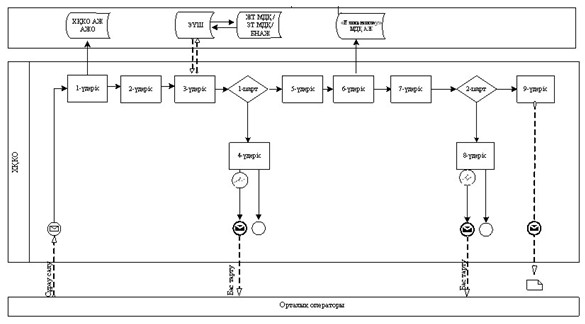 ХҚКО АЖ
АЖО
ЭҮШ
ЖТ МДҚ/
ЗТ МДҚ/
БНАЖ
МДҚ АЖ
1-үдеріс
2-үдеріс
3-үдеріс
1-шарт
5-үдеріс
6-үдеріс
7-үдеріс
2-шарт
9-үдеріс
4-үдеріс
8-үдеріс
ХҚКО
Сұрау салу
Бас тарту
Бас тарту
Орталық операторы